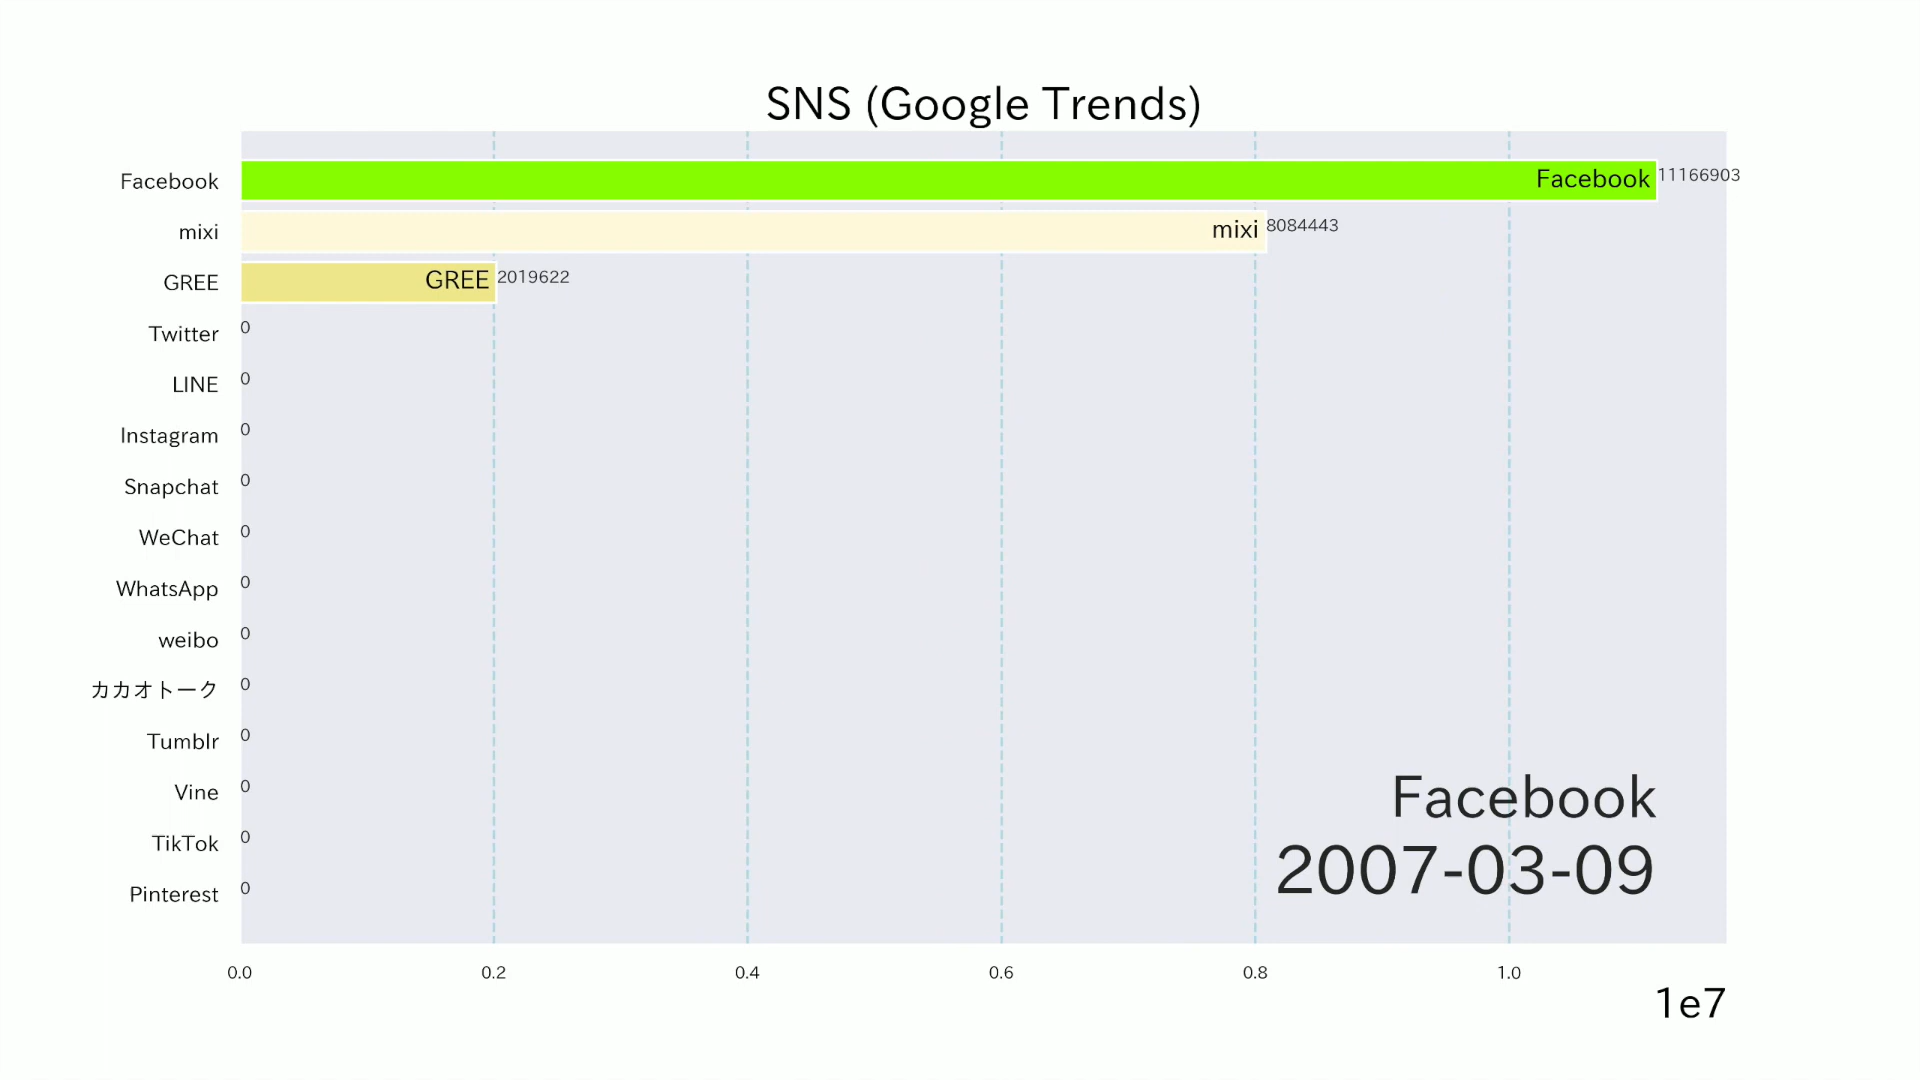 SNS (Google Trends)
Facebook Facebook 11166903
mixi mixi 8084443
GREE GREE 2019622
Twitter 0
LINE 0
Instagram 0
Snapchat 0
WeChat 0
WhatsApp 0
weibo 0
カカオトーク 0
Tumblr 0
Vine 0
TikTok 0
Pinterest 0
Facebook
2007-03-09
0.0 0.2 0.4 0.6 0.8 1.0
1e7